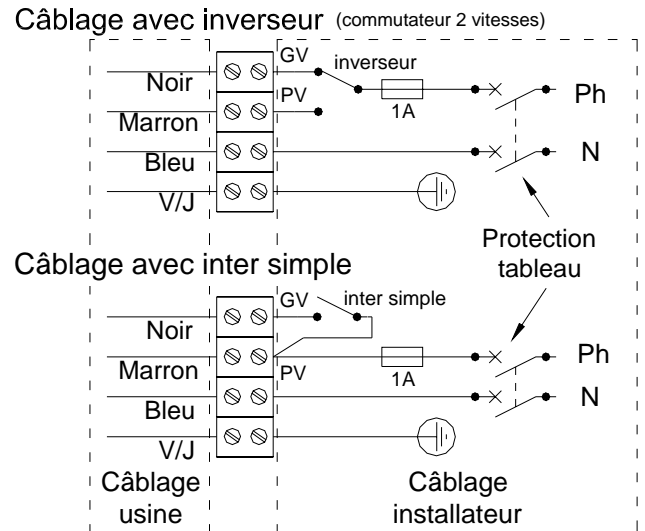 Câblage avec inverseur (commutateur 2 vitesses)
GV
inverseur
Noir
PV
1A
Ph
Marron
Bleu
N
V/J
Protection
tableau
Câblage avec inter simple
GV
inter simple
Noir
Ph
Marron
PV
1A
N
Bleu
V/J
Câblage
usine
Câblage
installateur